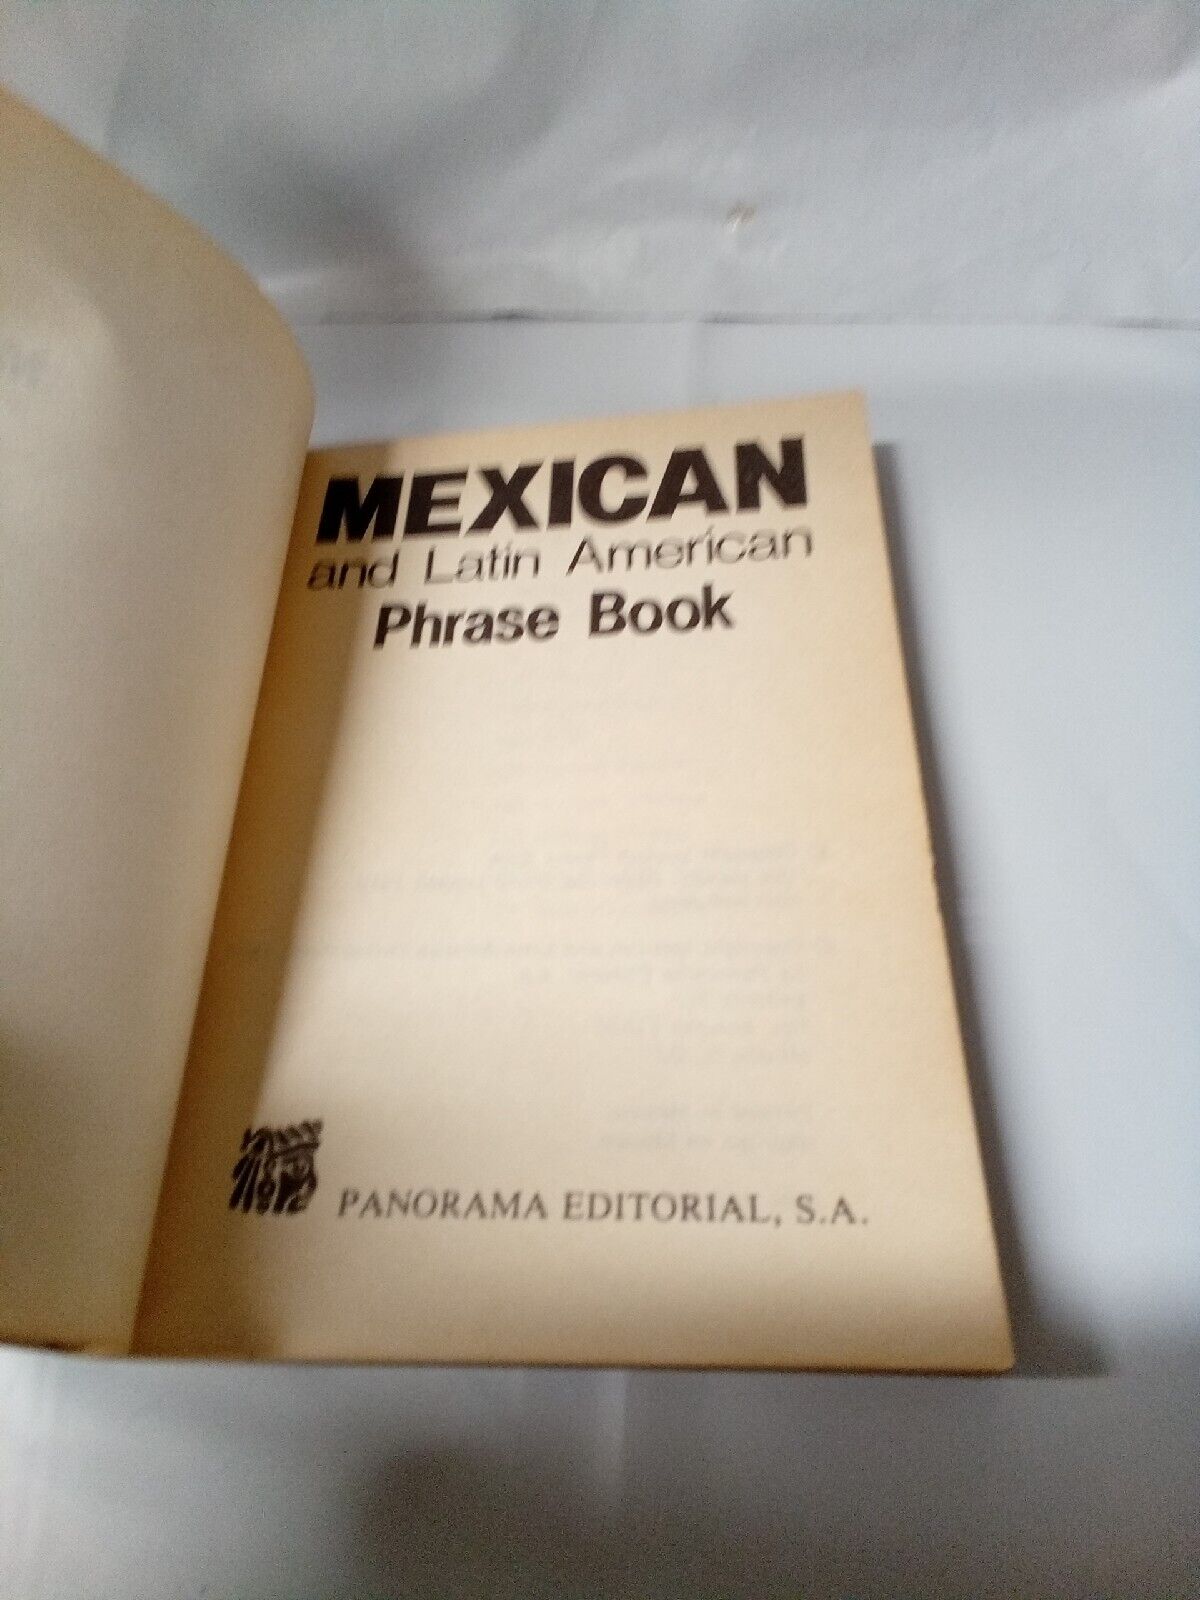 MEXICAN
and Latin American
Phrase Book
PANORAMA EDITORIAL, S.A.